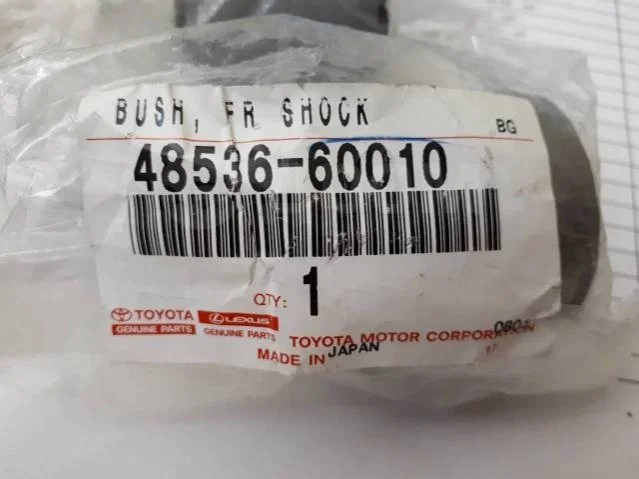 BUSH, FR SHOCK
BG
48536-60010
QTY: 1
TOYOTA LEXUS
GENUINE PARTS GENUINE PARTS
TOYOTA MOTOR CORPORATION
MADE IN JAPAN